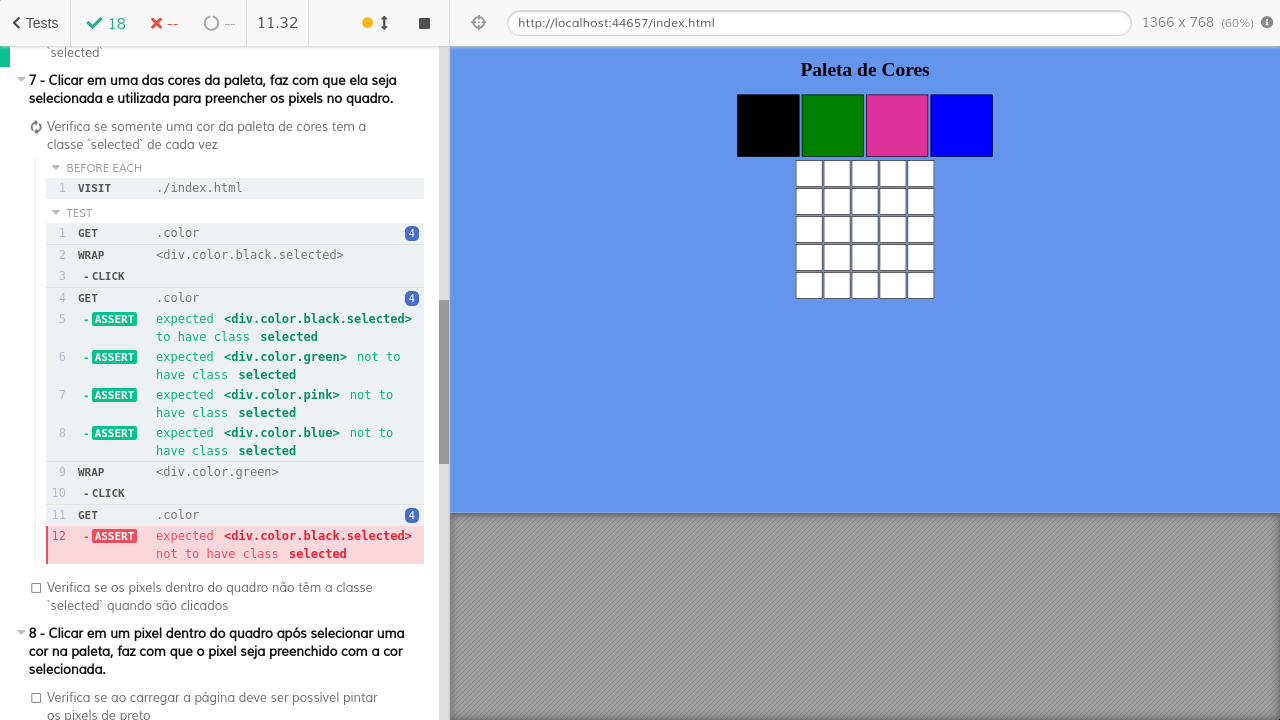 Tests 18 -- -- 11.32
http://localhost:44657/index.html 1366 x 768 (60%)
`selected`
7 - Clicar em uma das cores da paleta, faz com que ela seja
selecionada e utilizada para preencher os pixels no quadro.
Verifica se somente uma cor da paleta de cores tem a
classe `selected` de cada vez
BEFORE EACH
1 VISIT ./index.html
TEST
1 GET .color 4
2 WRAP <div.color.black.selected>
3 -CLICK
4 GET .color 4
5 -ASSERT expected <div.color.black.selected>
to have class selected
6 -ASSERT expected <div.color.green> not to
have class selected
7 -ASSERT expected <div.color.pink> not to
have class selected
8 -ASSERT expected <div.color.blue> not to
have class selected
9 WRAP <div.color.green>
10 -CLICK
11 GET .color 4
12 -ASSERT expected <div.color.black.selected>
not to have class selected
Verifica se os pixels dentro do quadro não têm a classe
`selected` quando são clicados
8 - Clicar em um pixel dentro do quadro após selecionar uma
cor na paleta, faz com que o pixel seja preenchido com a cor
selecionada.
Verifica se ao carregar a página deve ser possível pintar
os pixels de preto
Paleta de Cores